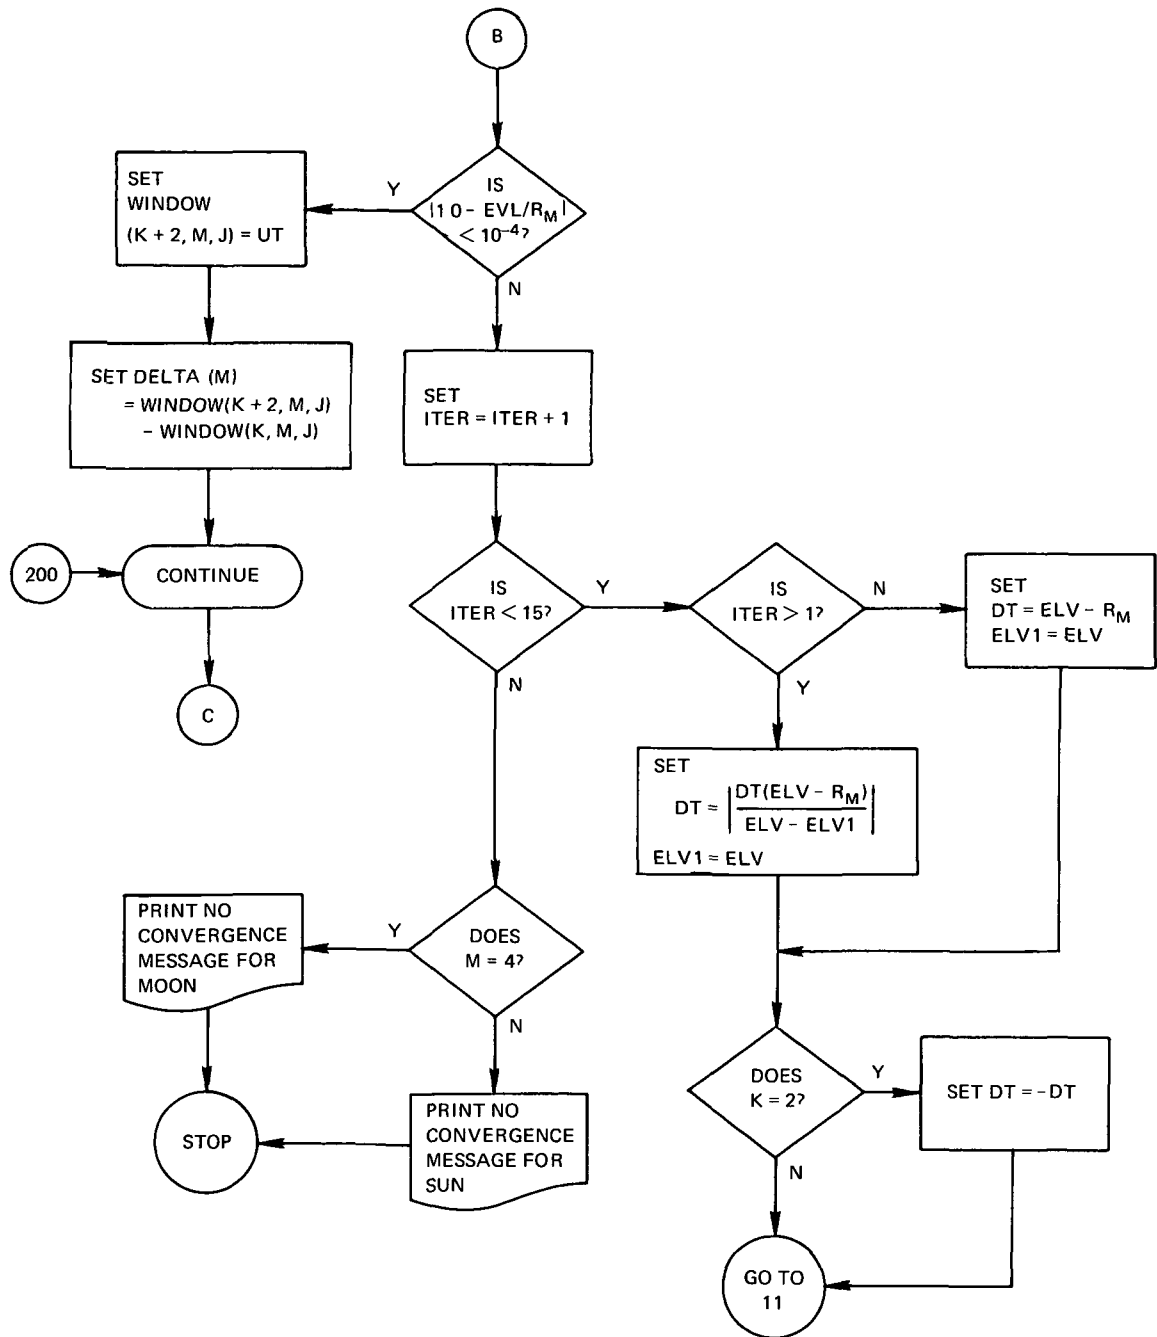 B
IS
|1 0 - EVL/R_M|
< 10^-4?
Y
N
SET
WINDOW
(K + 2, M, J) = UT
SET DELTA (M)
= WINDOW(K + 2, M, J)
- WINDOW(K, M, J)
SET
ITER = ITER + 1
200
CONTINUE
C
IS
ITER < 15?
Y
N
IS
ITER > 1?
N
Y
SET
DT = ELV - R_M
ELV1 = ELV
SET
DT = | DT(ELV - R_M) / ELV - ELV1 |
ELV1 = ELV
DOES
M = 4?
Y
N
PRINT NO
CONVERGENCE
MESSAGE FOR
MOON
STOP
PRINT NO
CONVERGENCE
MESSAGE FOR
SUN
DOES
K = 2?
Y
N
SET DT = -DT
GO TO
11